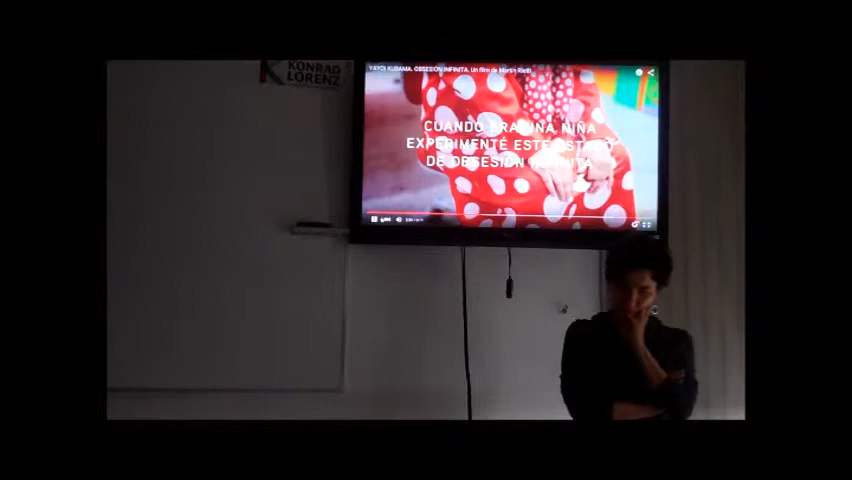 KONRAD
LORENZ
YAYOI KUSAMA. OBSESIÓN INFINITA. Un film de Martín Rietti
CUANDO ERA UNA NIÑA
EXPERIMENTÉ ESTE ESTADO
DE OBSESIÓN INFINITA